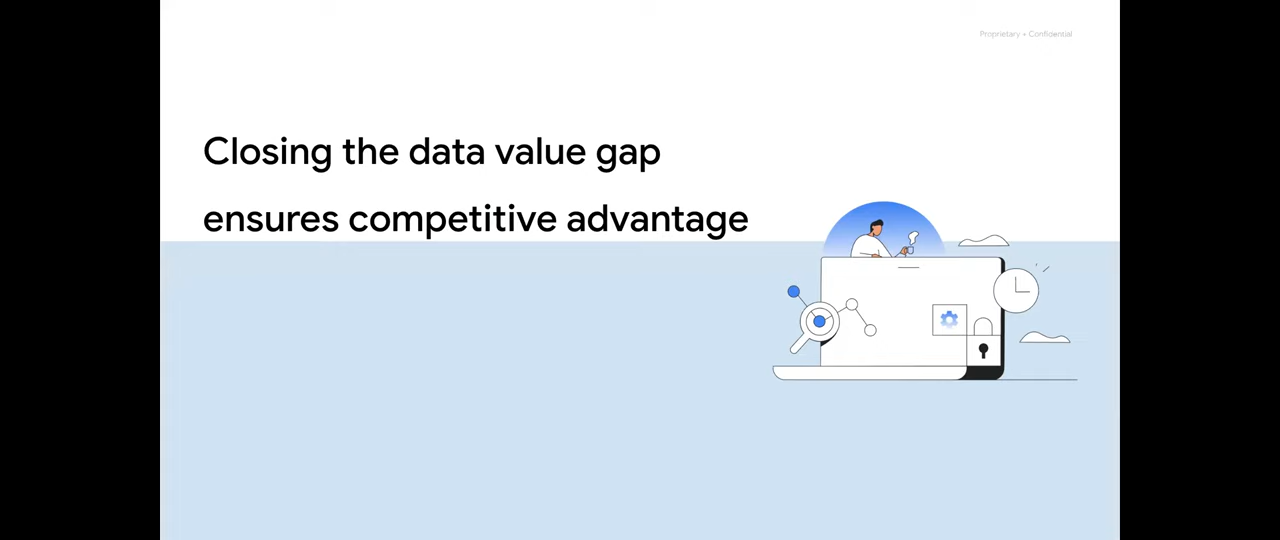 Proprietary + Confidential
Closing the data value gap
ensures competitive advantage